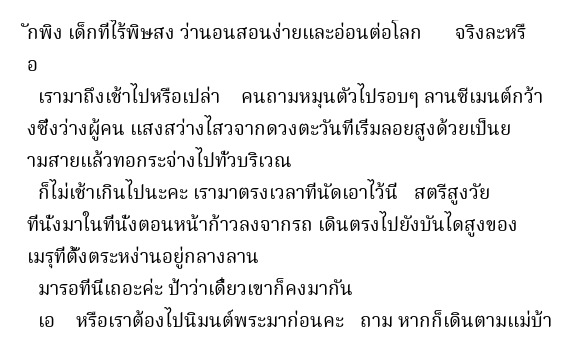 ักพิง เด็กที่ไร้พิษสง ว่านอนสอนง่ายและอ่อนต่อโลก จริงละหรื
อ
เรามาถึงเช้าไปหรือเปล่า คนถามหมุนตัวไปรอบๆ ลานซีเมนต์กว้า
งซึ่งว่างผู้คน แสงสว่างไสวจากดวงตะวันที่เริ่มลอยสูงด้วยเป็นย
ามสายแล้วทอกระจ่างไปทั่วบริเวณ
ก็ไม่เช้าเกินไปนะคะ เรามาตรงเวลาที่นัดเอาไว้นี่ สตรีสูงวัย
ที่นั่งมาในที่นั่งตอนหน้าก้าวลงจากรถ เดินตรงไปยังบันไดสูงของ
เมรุที่ตั้งตระหง่านอยู่กลางลาน
มารอที่นี่เถอะค่ะ ป้าว่าเดี๋ยวเขาก็คงมากัน
เอ หรือเราต้องไปนิมนต์พระมาก่อนคะ ถาม หากก็เดินตามแม่บ้า